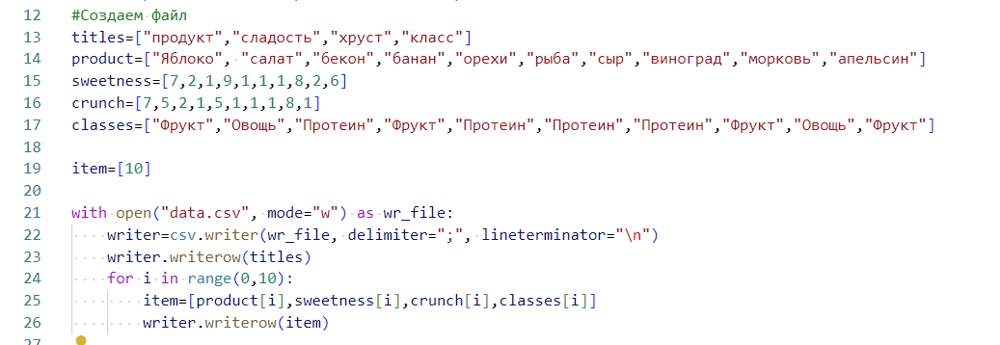 12 #Создаем файл
13 titles=["продукт","сладость","хруст","класс"]
14 product=["Яблоко", "салат","бекон","банан","орехи","рыба","сыр","виноград","морковь","апельсин"]
15 sweetness=[7,2,1,9,1,1,1,8,2,6]
16 crunch=[7,5,2,1,5,1,1,1,8,1]
17 classes=["Фрукт","Овощь","Протеин","Фрукт","Протеин","Протеин","Протеин","Фрукт","Овощь","Фрукт"]
18
19 item=[10]
20
21 with open("data.csv", mode="w") as wr_file:
22     writer=csv.writer(wr_file, delimiter=";", lineterminator="\n")
23     writer.writerow(titles)
24     for i in range(0,10):
25         item=[product[i],sweetness[i],crunch[i],classes[i]]
26         writer.writerow(item)
27